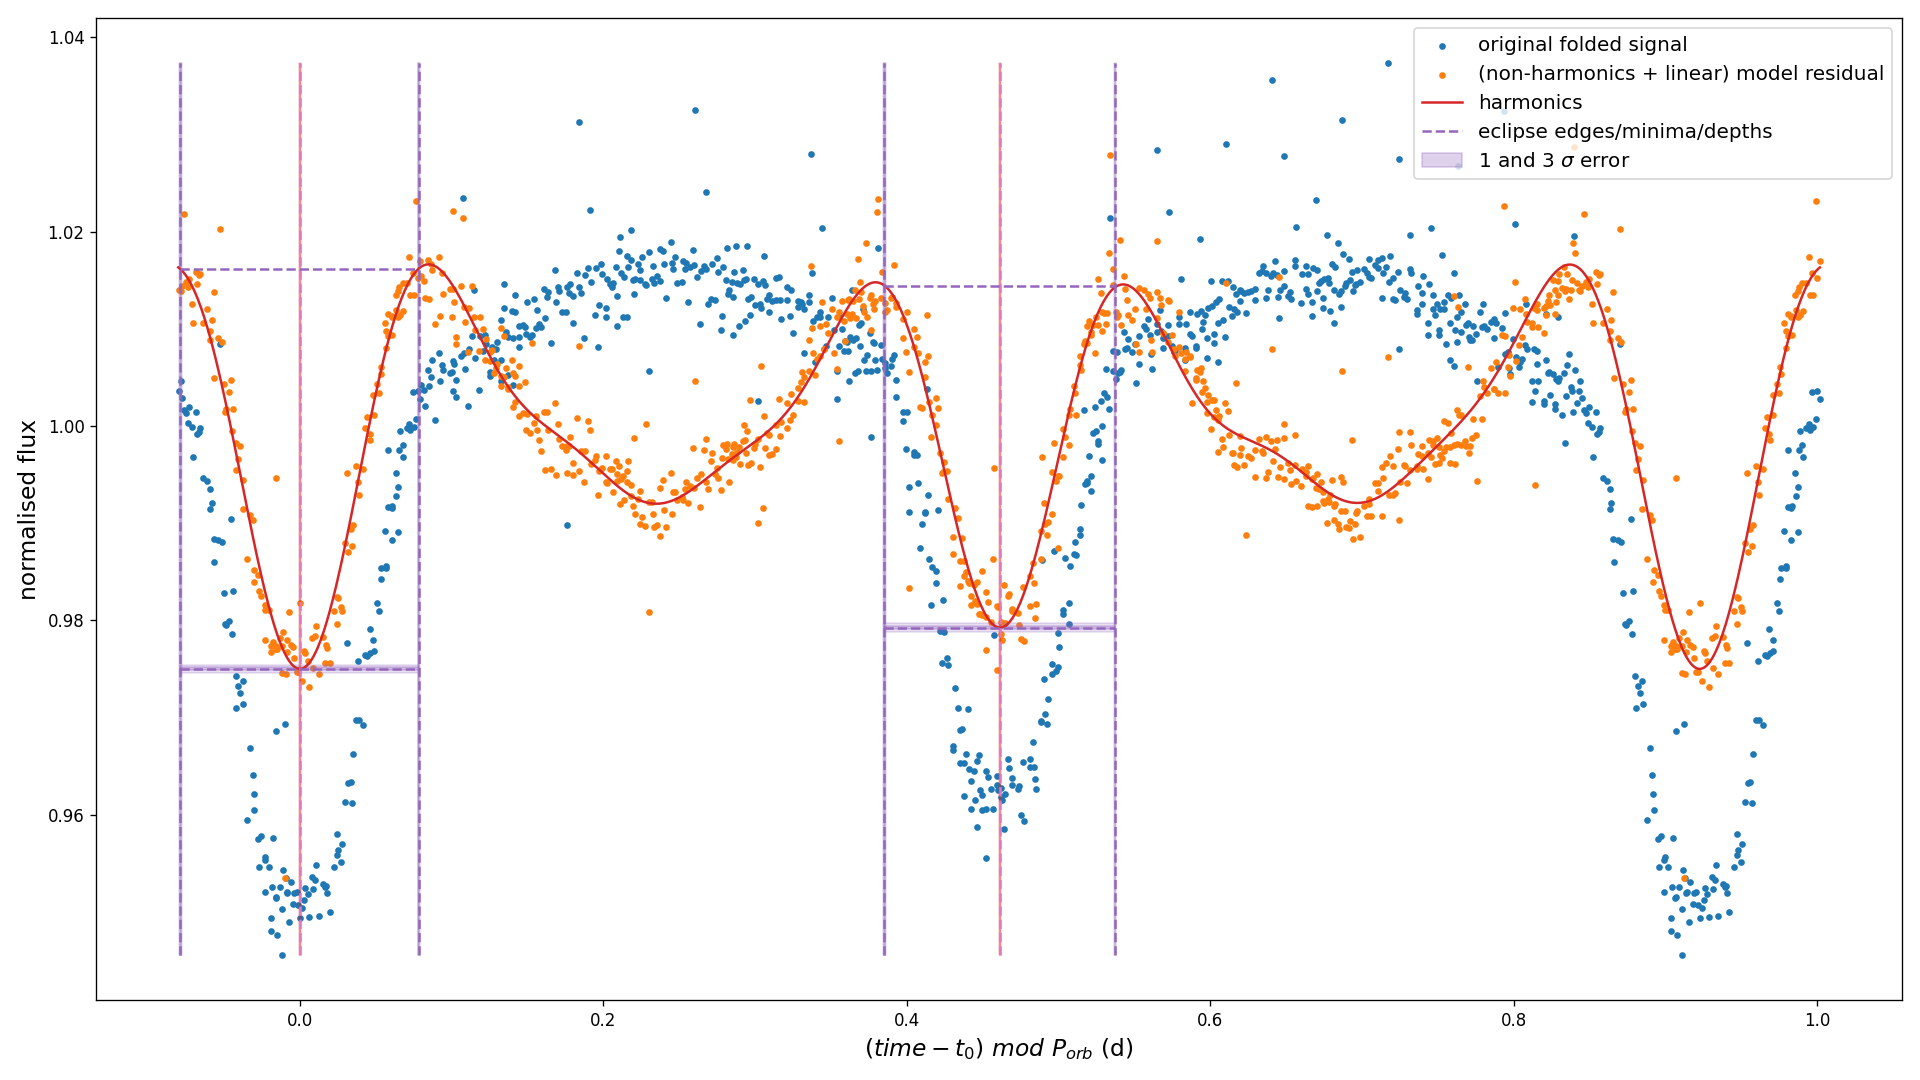 1.04
1.02
1.00
0.98
0.96
normalised flux
original folded signal
(non-harmonics + linear) model residual
harmonics
eclipse edges/minima/depths
1 and 3 σ error
0.0 0.2 0.4 0.6 0.8 1.0
(time − t₀) mod Pₒᵣb (d)